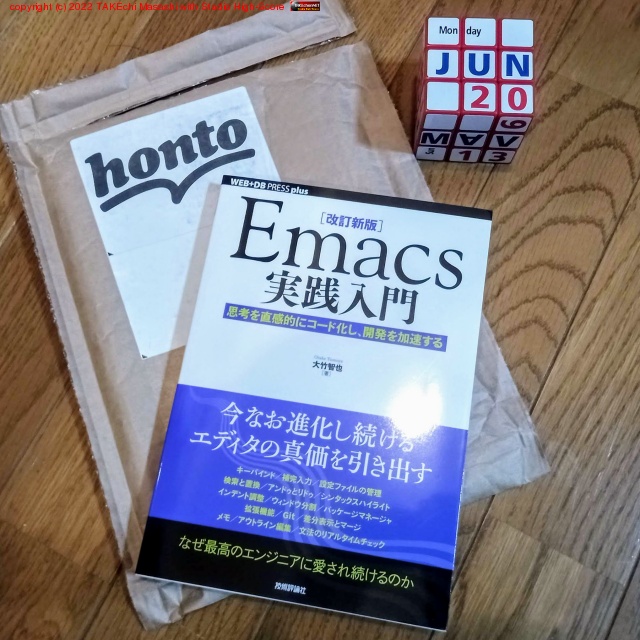 copyright (c) 2022 TAKEchi
honto
Mon day
JUN
20
WEB+DB PRESS plus
[改訂新版]
Emacs
実践入門
思考を直感的にコード化し、開発を加速する
大竹智也
[著]
今なお進化し続ける
エディタの真価を引き出す
キーバインド／補完入力／設定ファイルの管理
検索と置換／アンドゥとリドゥ／シンタックスハイライト
インデント調整／ウィンドウ分割／パッケージマネージャ
拡張機能／差分表示とマージ
メモ／アウトライン編集／文法のリアルタイムチェック
なぜ最高のエンジニアに愛され続けるのか
技術評論社